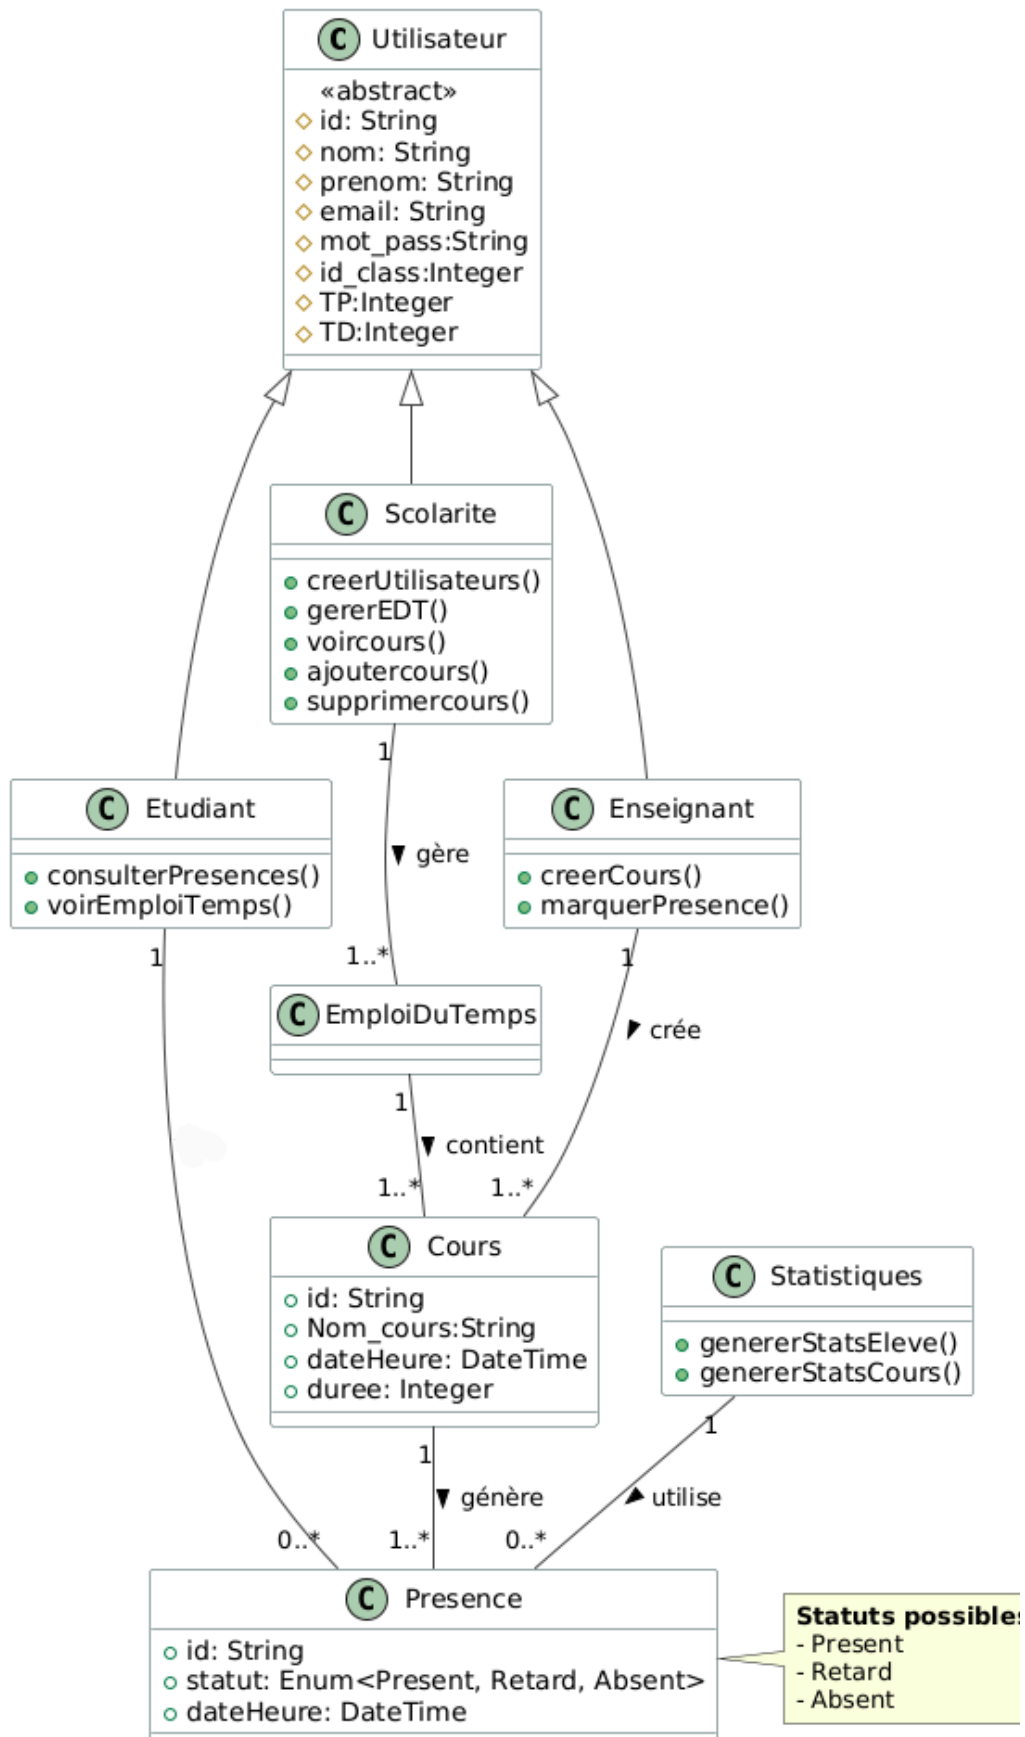 C Utilisateur
«abstract»
id: String
nom: String
prenom: String
email: String
mot_pass:String
id_class:Integer
TP:Integer
TD:Integer
C Scolarite
creerUtilisateurs()
gererEDT()
voircours()
ajoutercours()
supprimercours()
1
C Etudiant
consulterPresences()
voirEmploiTemps()
1
gère
C Enseignant
creerCours()
marquerPresence()
1
1..*
C EmploiDuTemps
crée
1
contient
1..*
1..*
C Cours
id: String
Nom_cours:String
dateHeure: DateTime
duree: Integer
C Statistiques
genererStatsEleve()
genererStatsCours()
1
1
génère
utilise
0..*
1..*
0..*
C Presence
id: String
statut: Enum<Present, Retard, Absent>
dateHeure: DateTime
Statuts possibles
- Present
- Retard
- Absent